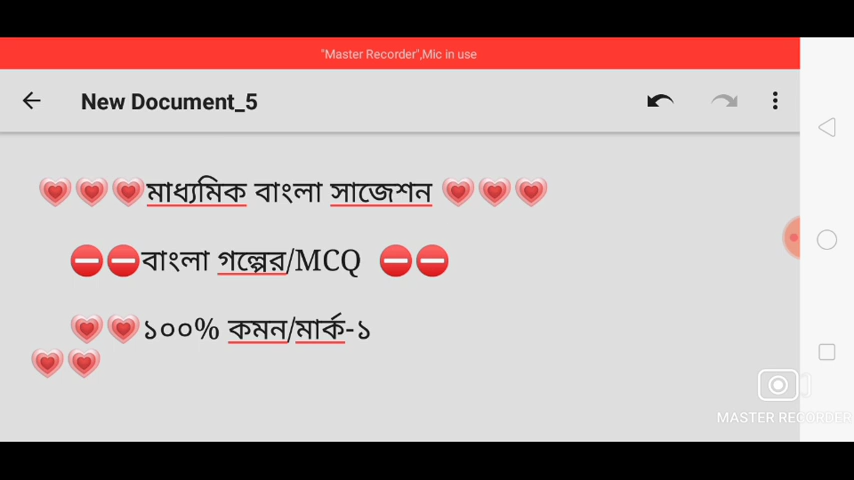 "Master Recorder",Mic in use
New Document_5
💗💗💗মাধ্যমিক বাংলা সাজেশন 💗💗💗
⛔⛔বাংলা গল্পের/MCQ ⛔⛔
💗💗১০০% কমন/মার্ক-১
💗💗
MASTER RECORDER